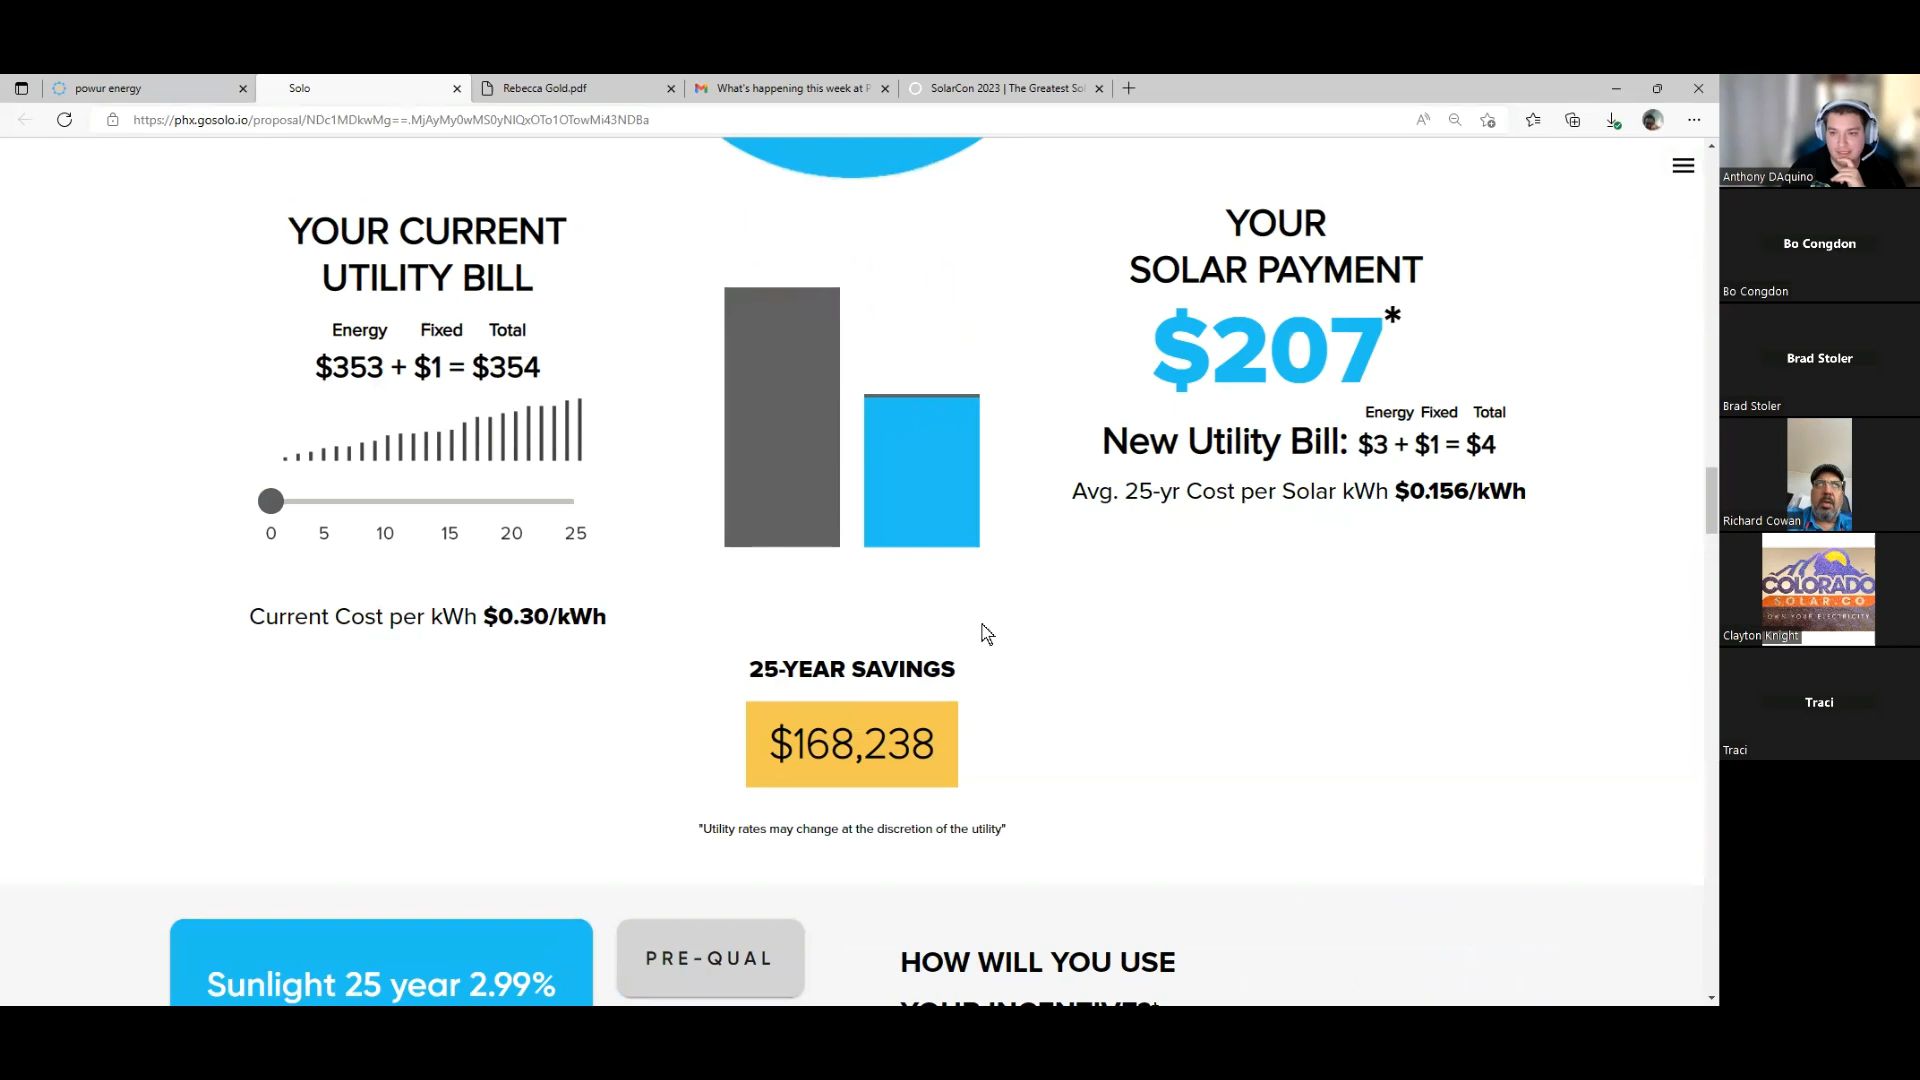 powur energy
Solo
Rebecca Gold.pdf
What's happening this week at P
SolarCon 2023 | The Greatest So
https://phx.gosolo.io/proposal/NDc1MDkwMg==.MjAyMy0wMS0yNlQxOTo1OTowMi43NDBa
YOUR CURRENT
UTILITY BILL
Energy Fixed Total
$353 + $1 = $354
0 5 10 15 20 25
Current Cost per kWh $0.30/kWh
YOUR
SOLAR PAYMENT
$207*
Energy Fixed Total
New Utility Bill: $3 + $1 = $4
Avg. 25-yr Cost per Solar kWh $0.156/kWh
25-YEAR SAVINGS
$168,238
"Utility rates may change at the discretion of the utility"
Sunlight 25 year 2.99%
PRE-QUAL
HOW WILL YOU USE
YOUR INCENTIVES
Anthony DAquino
Bo Congdon
Bo Congdon
Brad Stoler
Brad Stoler
Richard Cowan
COLORADO
SOLAR.CO
OWN YOUR ELECTRICITY
Clayton Knight
Traci
Traci